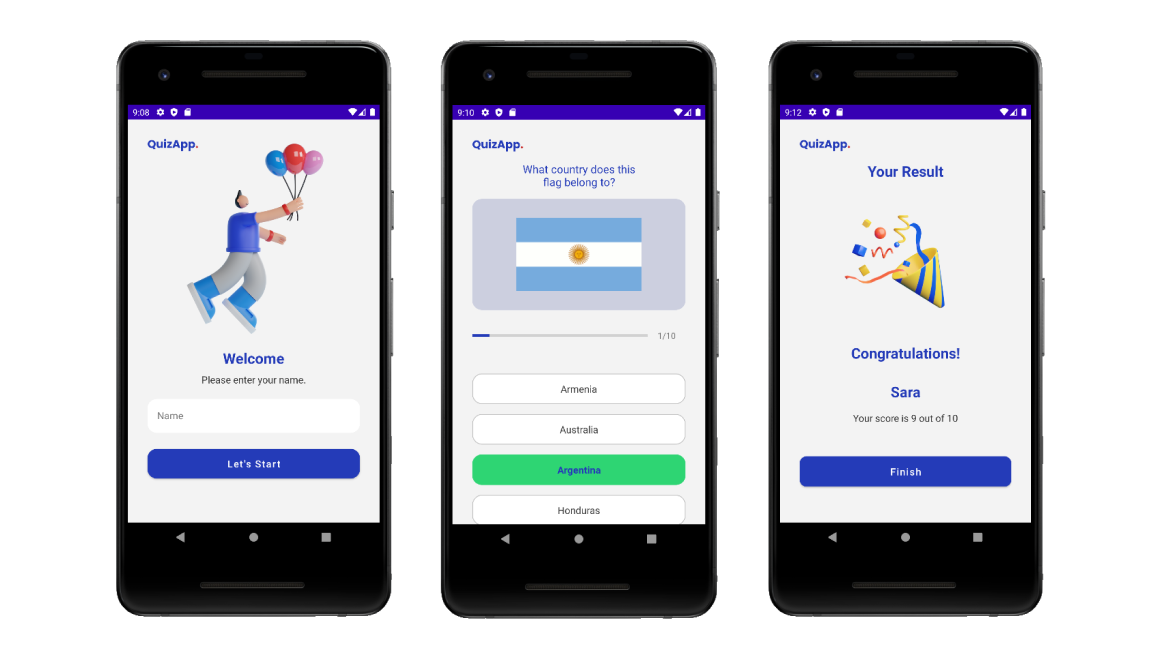 9:08
QuizApp.
Welcome
Please enter your name.
Name
Let's Start
9:10
QuizApp.
What country does this
flag belong to?
1/10
Armenia
Australia
Argentina
Honduras
9:12
QuizApp.
Your Result
Congratulations!
Sara
Your score is 9 out of 10
Finish